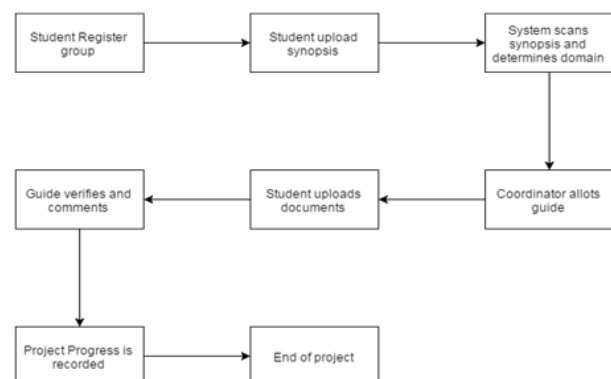 Student Register
group
Student upload
synopsis
System scans
synopsis and
determines domain
Guide verifies and
comments
Student uploads
documents
Coordinator allots
guide
Project Progress is
recorded
End of project